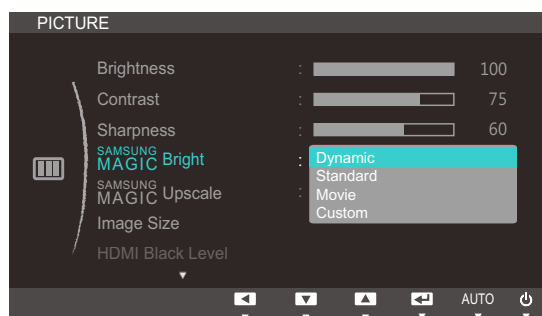 PICTURE
Brightness : 100
Contrast : 75
Sharpness : 60
SAMSUNG
MAGIC Bright : Dynamic
Standard
SAMSUNG
MAGIC Upscale : Movie
Custom
Image Size
HDMI Black Level
AUTO